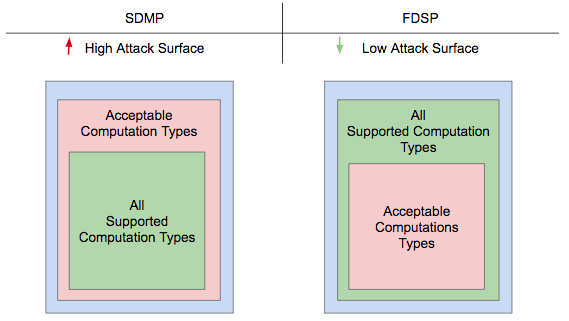 SDMP
FDSP
High Attack Surface
Low Attack Surface
Acceptable
Computation Types
All
Supported
Computation Types
All
Supported Computation
Types
Acceptable
Computations
Types